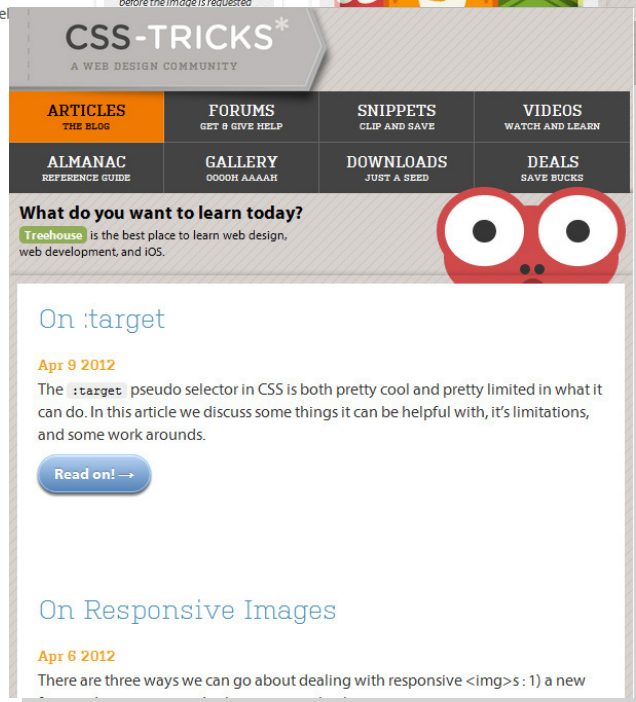 before the image is requested
CSS-TRICKS*
A WEB DESIGN COMMUNITY
ARTICLES
THE BLOG
FORUMS
GET & GIVE HELP
SNIPPETS
CLIP AND SAVE
VIDEOS
WATCH AND LEARN
ALMANAC
REFERENCE GUIDE
GALLERY
OOOOH AAAAH
DOWNLOADS
JUST A SEED
DEALS
SAVE BUCKS
What do you want to learn today?
Treehouse is the best place to learn web design,
web development, and iOS.
On :target
Apr 9 2012
The :target pseudo selector in CSS is both pretty cool and pretty limited in what it
can do. In this article we discuss some things it can be helpful with, it's limitations,
and some work arounds.
Read on! →
On Responsive Images
Apr 6 2012
There are three ways we can go about dealing with responsive <img>s : 1) a new